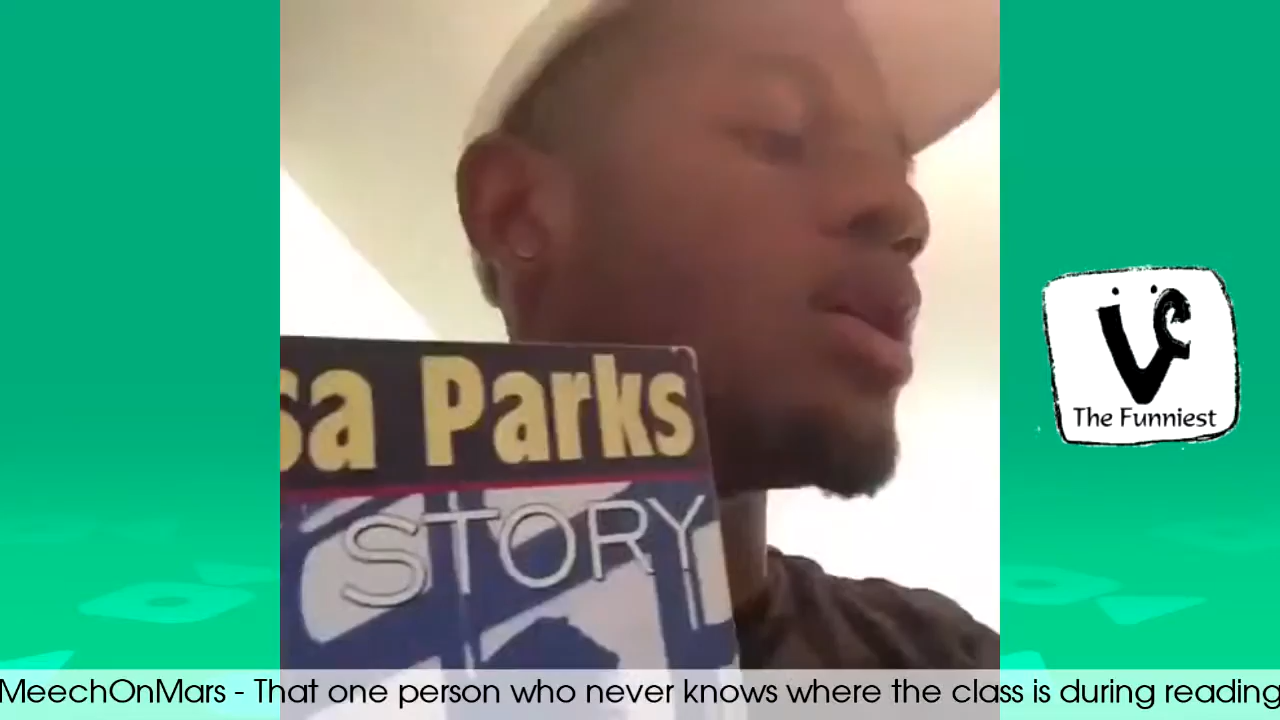 sa Parks
STORY
The Funniest
MeechOnMars - That one person who never knows where the class is during reading